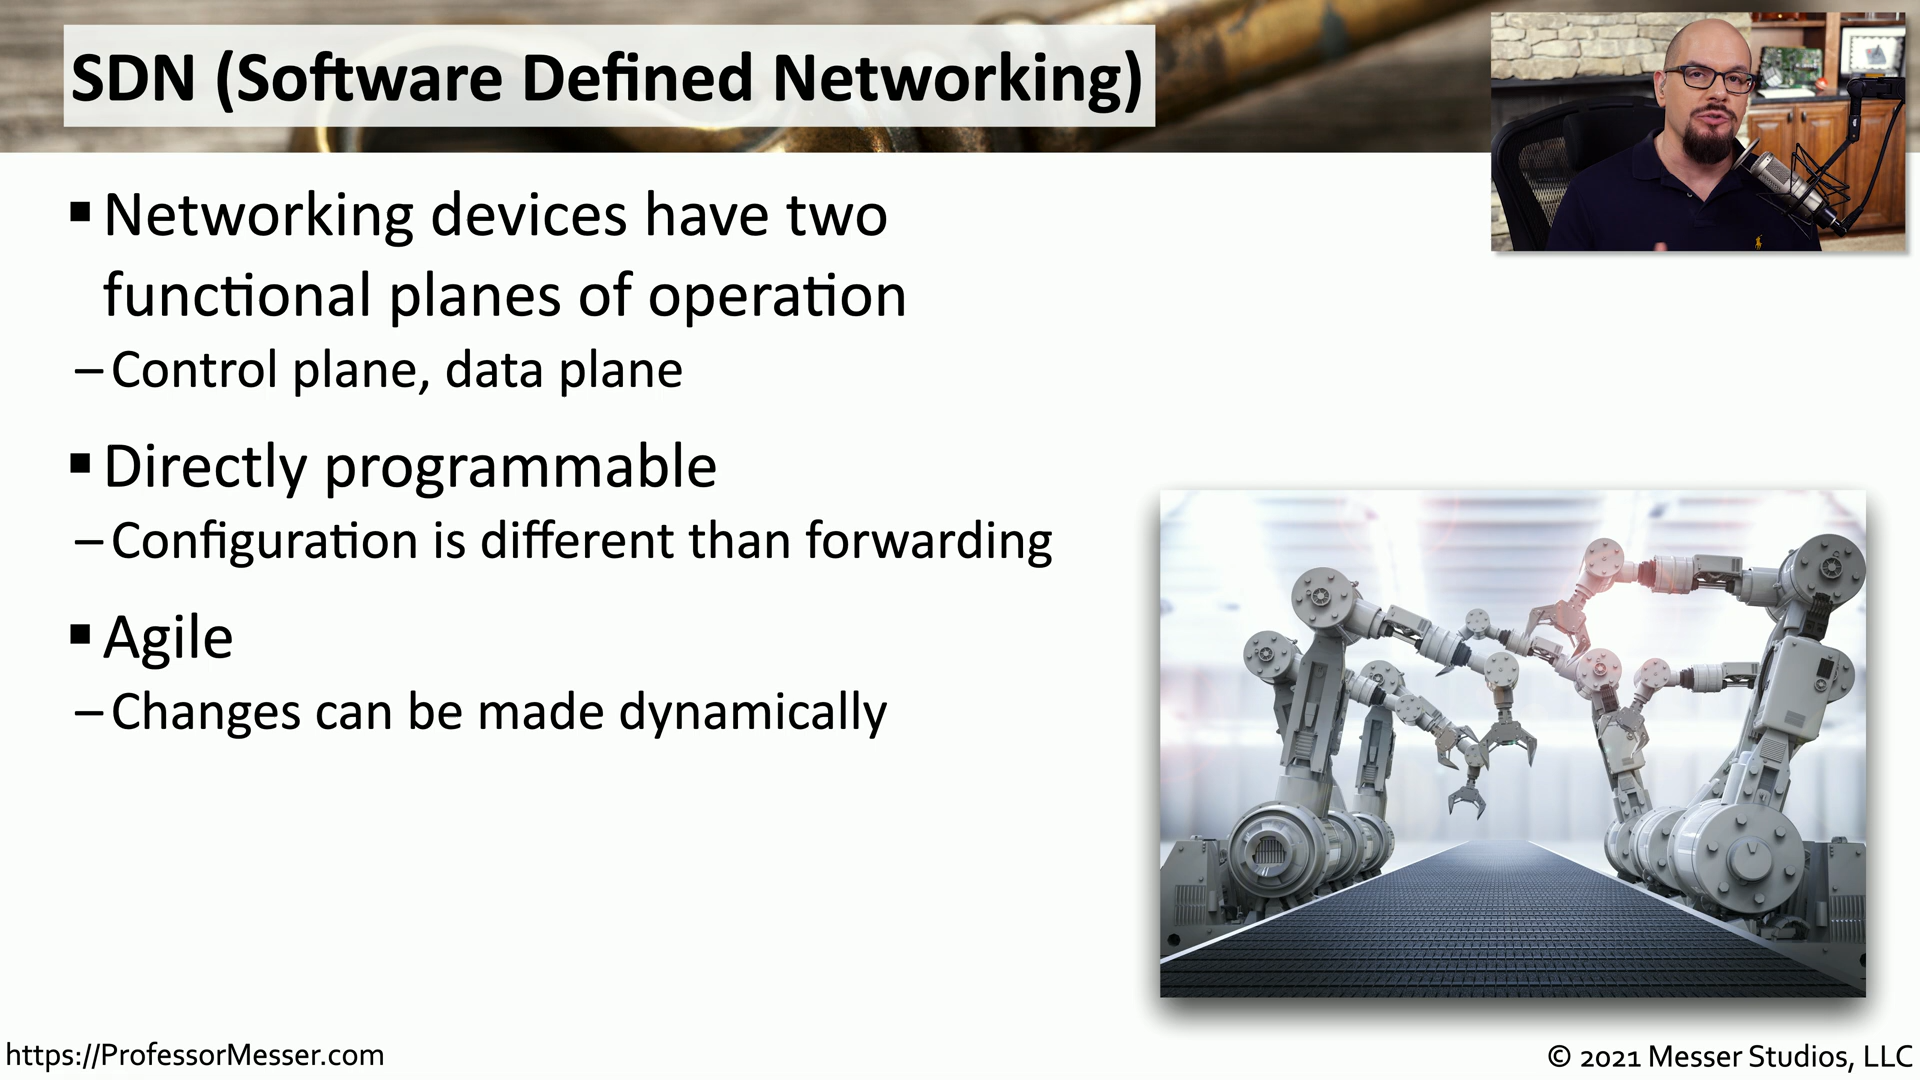 SDN (Software Defined Networking)
▪ Networking devices have two
functional planes of operation
– Control plane, data plane
▪ Directly programmable
– Configuration is different than forwarding
▪ Agile
– Changes can be made dynamically
https://ProfessorMesser.com
© 2021 Messer Studios, LLC